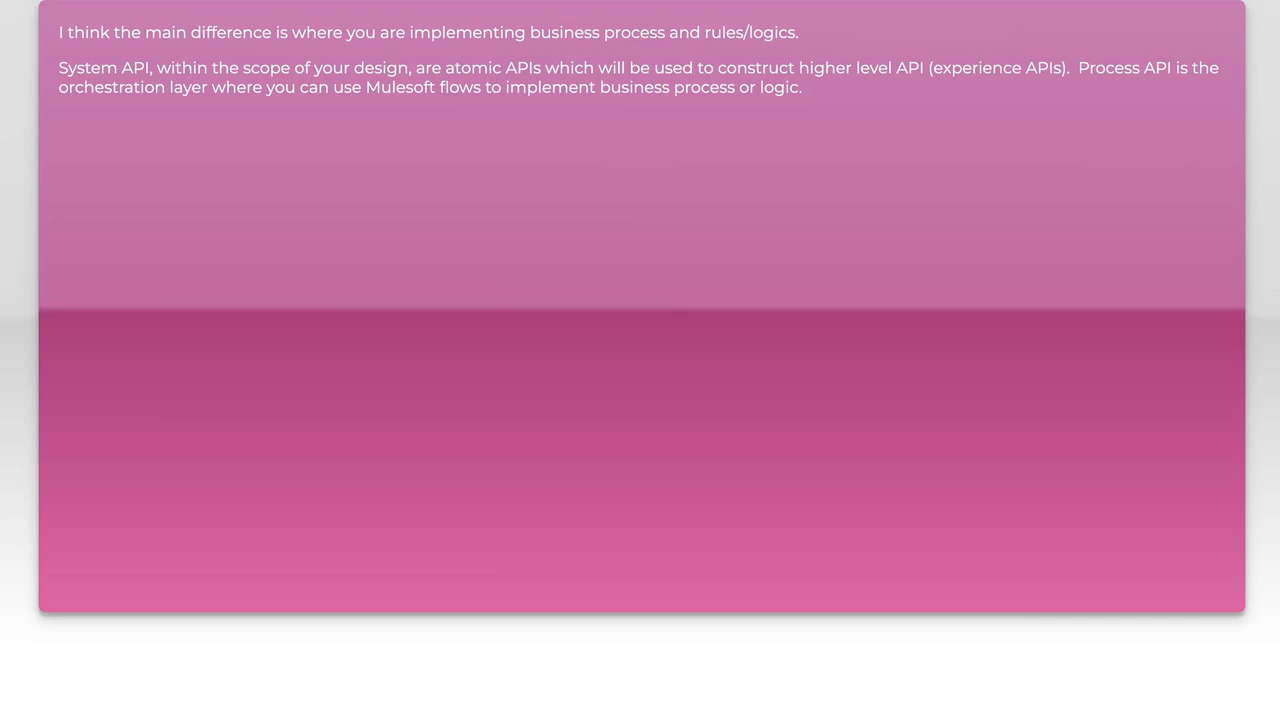 I think the main difference is where you are implementing business process and rules/logics.
System API, within the scope of your design, are atomic APIs which will be used to construct higher level API (experience APIs).  Process API is the
orchestration layer where you can use Mulesoft flows to implement business process or logic.